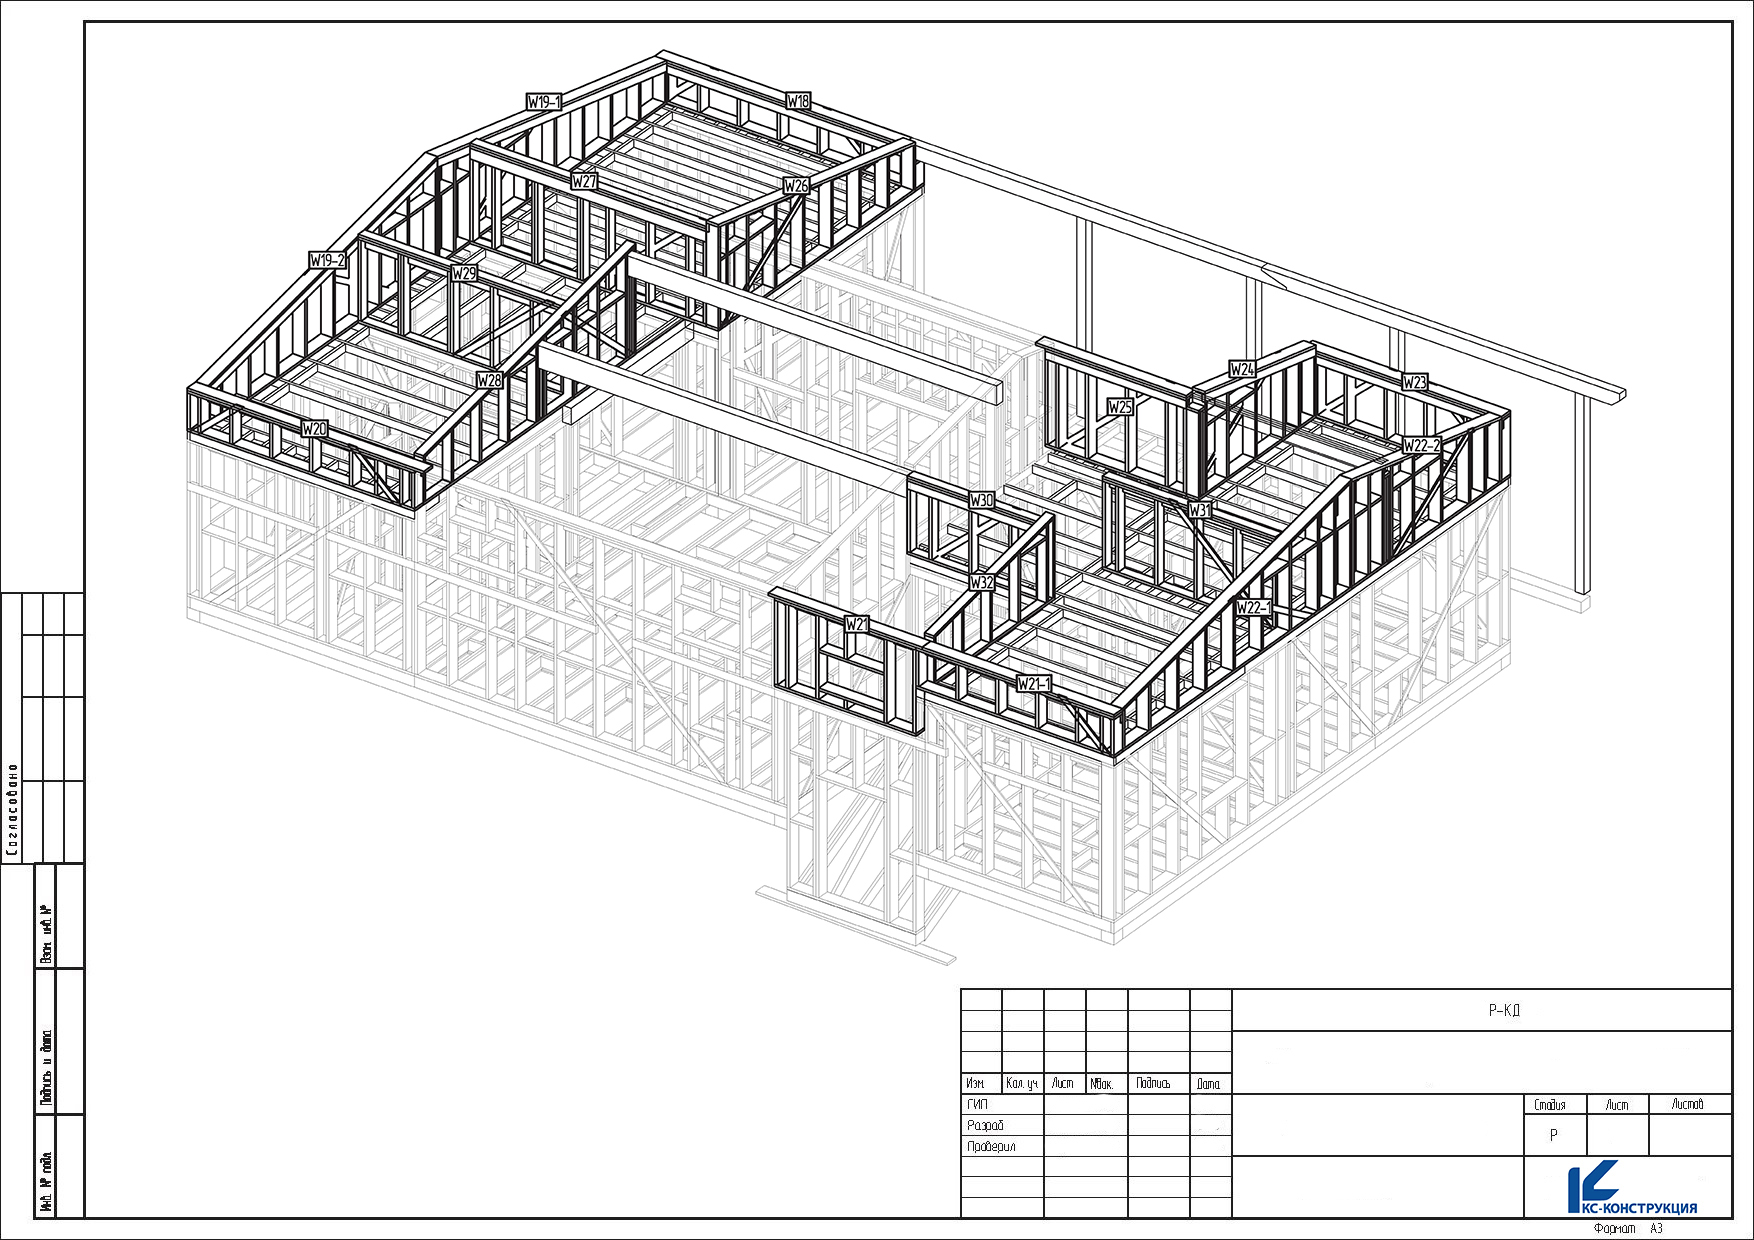 W19-1
W18
W27
W26
W19-2
W29
W28
W20
W24
W23
W25
W22-2
W30
W31
W32
W22-1
W21
W21-1
Согласовано
Взам. инв. №
Подпись и дата
Инв. № подл.
Р-КД
Изм. Кол. уч Лист №док. Подпись Дата
ГИП
Разраб
Проверил
Стадия Лист Листов
Р
КС-КОНСТРУКЦИЯ
Формат А3